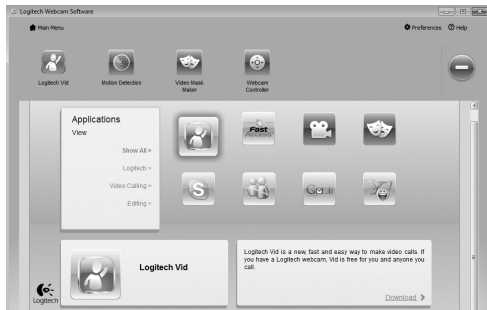 Logitech Webcam Software
Main Menu
Preferences
Help
Logitech Vid
Motion Detection
Video Mask
Maker
Webcam
Controller
Applications
View
Show All >
Logitech >
Video Calling >
Editing >
Fast
Access
Logitech Vid
Logitech Vid is a new, fast and easy way to make video calls. If
you have a Logitech webcam, Vid is free for you and anyone you
call.
Download >
Logitech